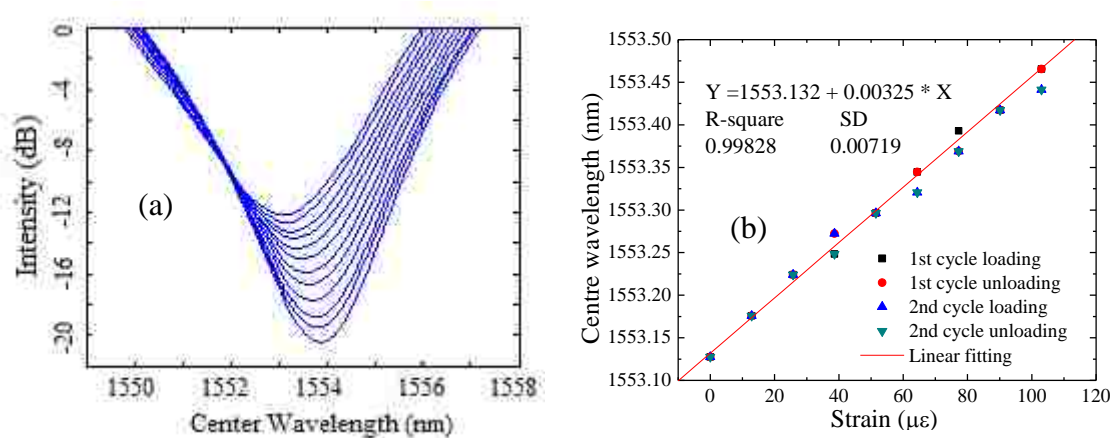 (a)
Intensity (dB)
0
-4
-8
-12
-16
-20
1550 1552 1554 1556 1558
Center Wavelength (nm)
Centre wavelength (nm)
1553.50
1553.45
1553.40
1553.35
1553.30
1553.25
1553.20
1553.15
1553.10
Y =1553.132 + 0.00325 * X
R-square SD
0.99828 0.00719
(b)
1st cycle loading
1st cycle unloading
2nd cycle loading
2nd cycle unloading
Linear fitting
0 20 40 60 80 100 120
Strain (με)